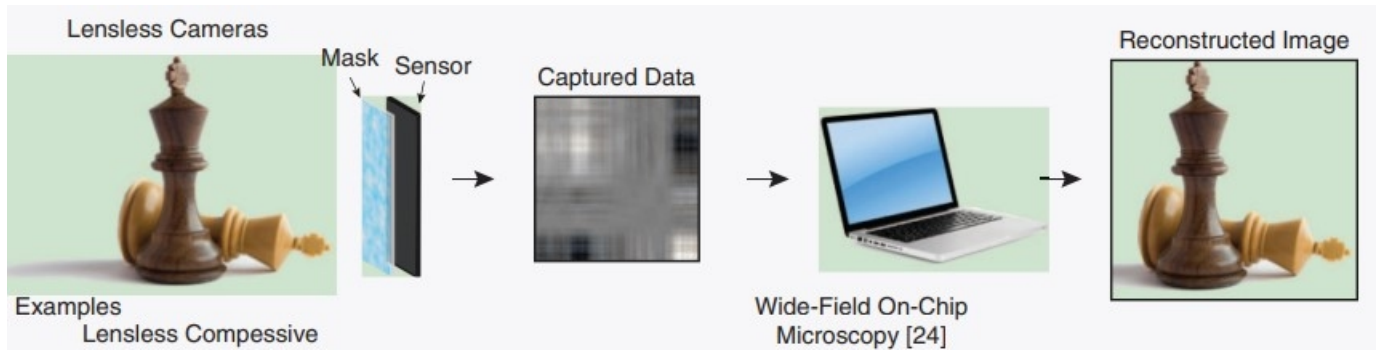 Lensless Cameras
Mask
Sensor
Captured Data
Reconstructed Image
Examples
Lensless Compessive
Wide-Field On-Chip
Microscopy [24]